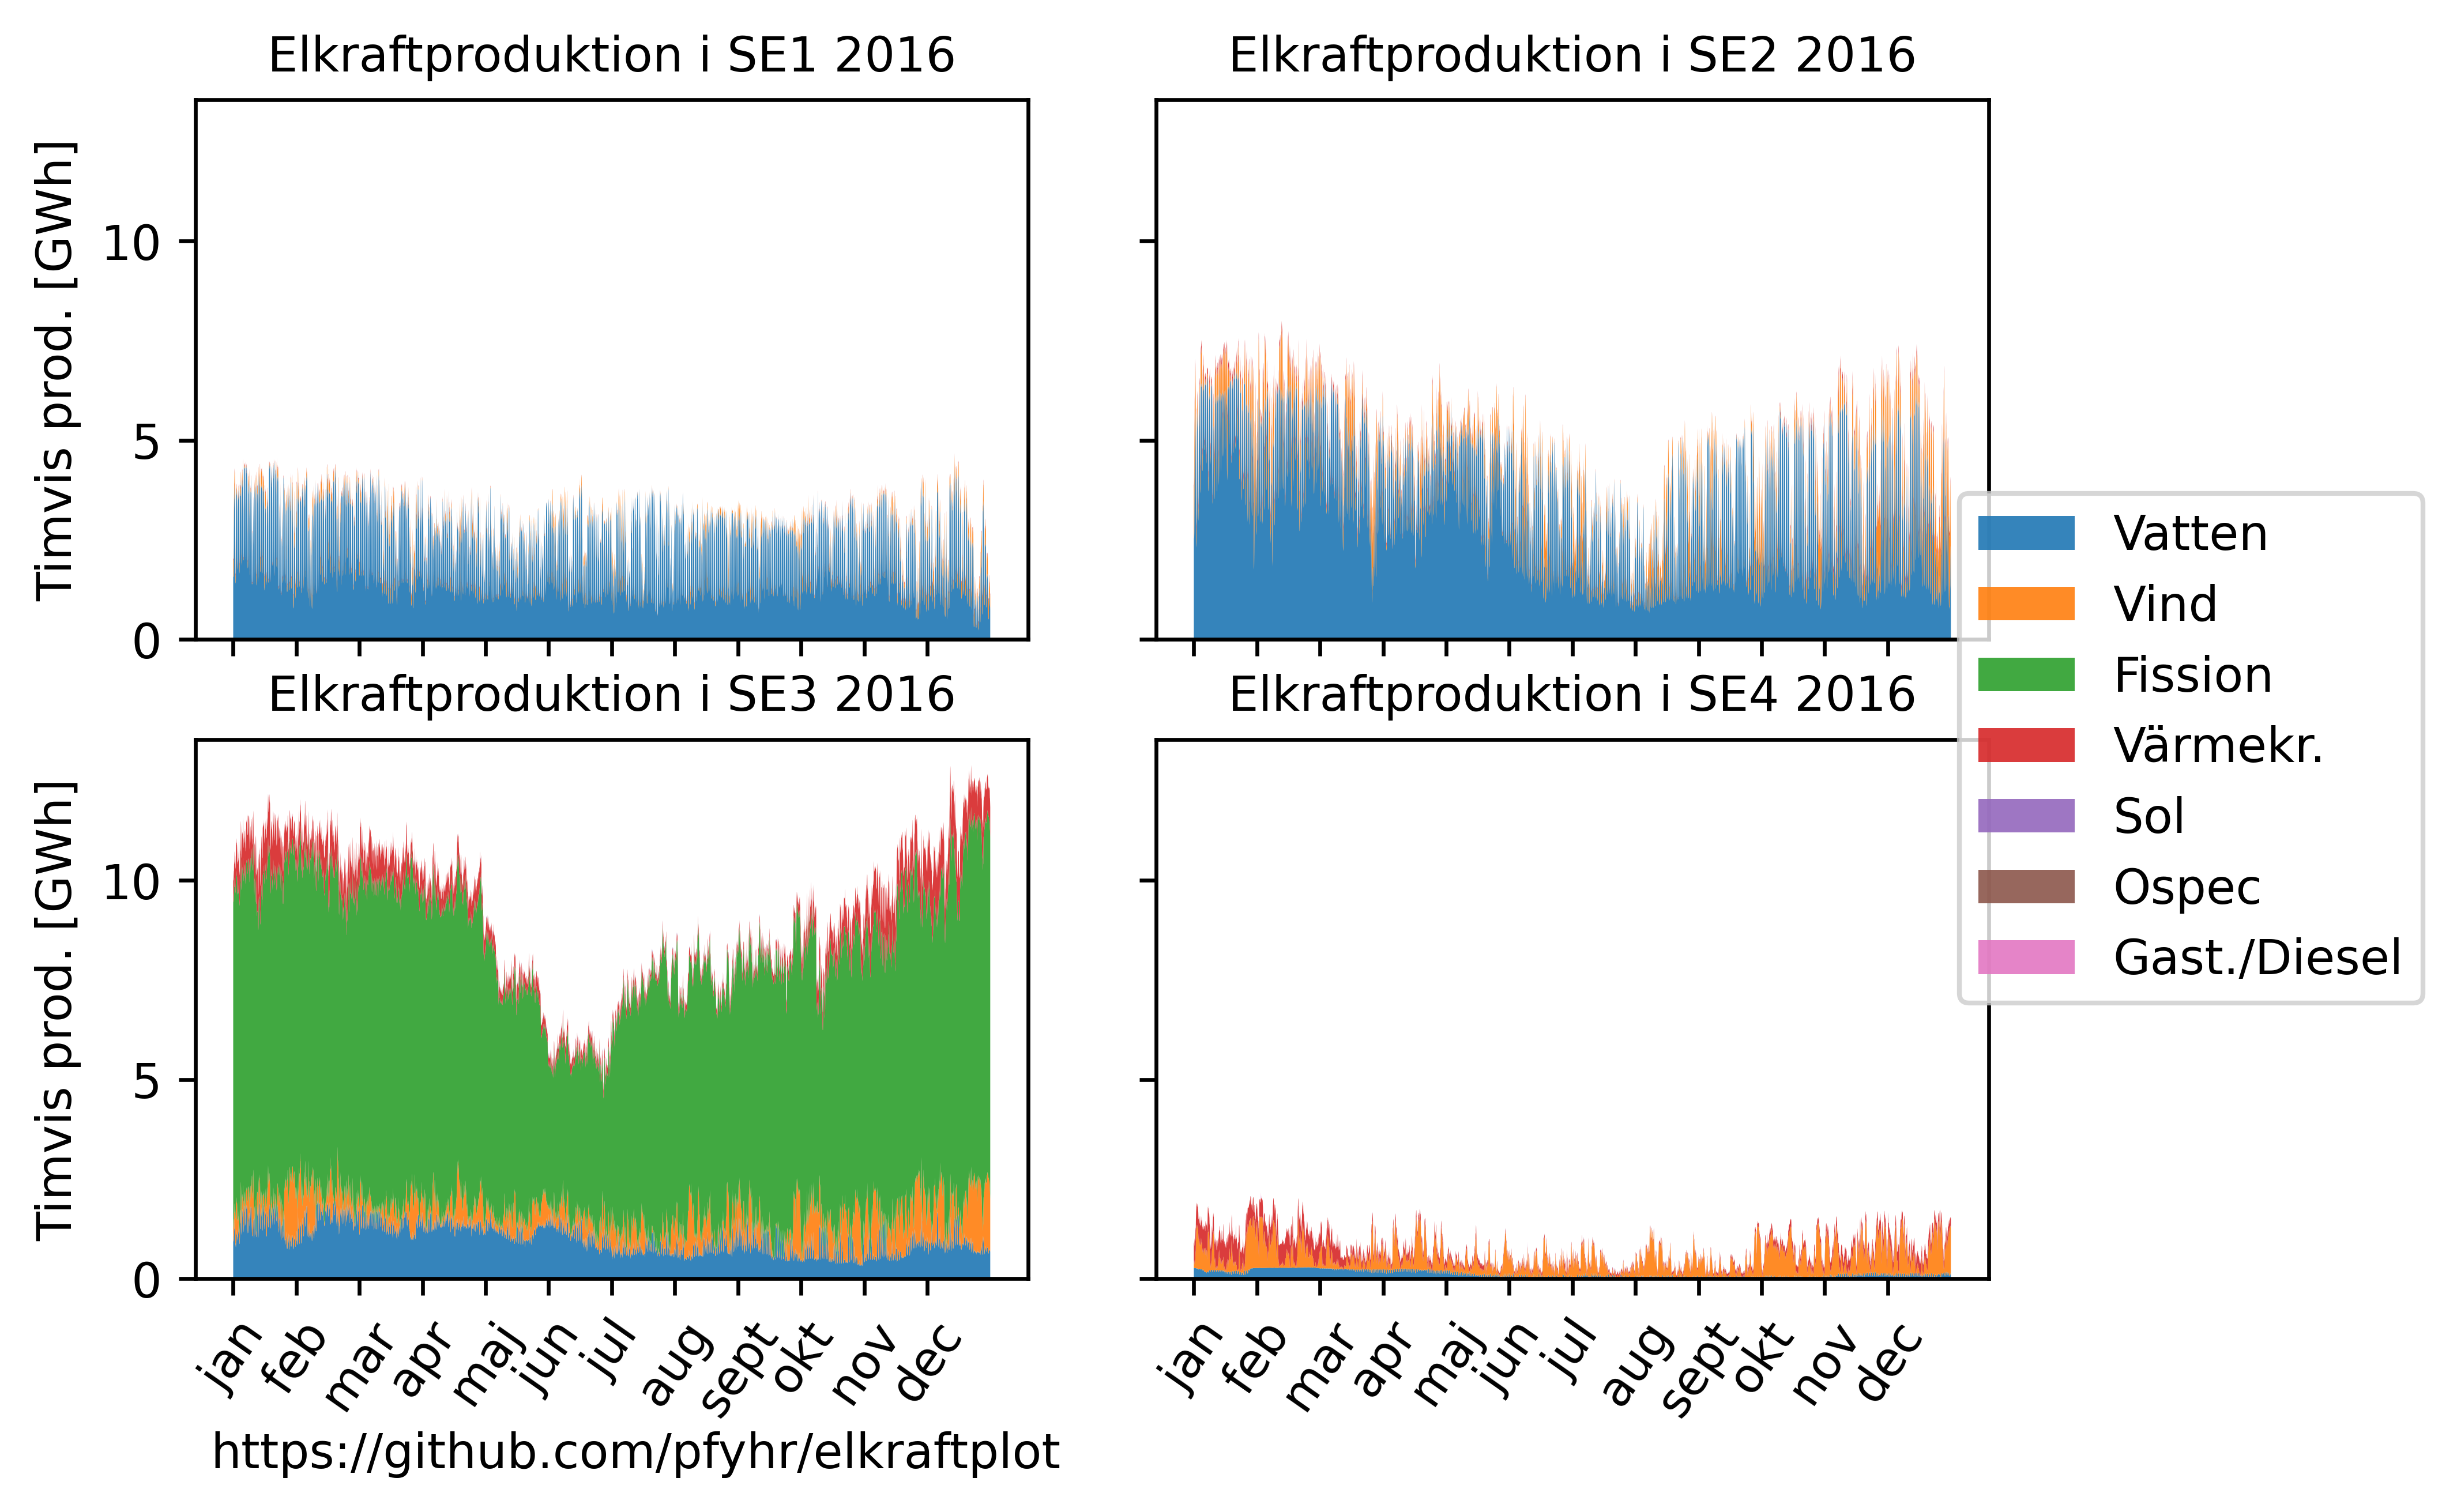 Elkraftproduktion i SE1 2016
Timvis prod. [GWh]
10
5
0
Elkraftproduktion i SE2 2016
Elkraftproduktion i SE3 2016
Timvis prod. [GWh]
10
5
0
jan feb mar apr maj jun jul aug sept okt nov dec
Elkraftproduktion i SE4 2016
jan feb mar apr maj jun jul aug sept okt nov dec
Vatten
Vind
Fission
Värmekr.
Sol
Ospec
Gast./Diesel
https://github.com/pfyhr/elkraftplot